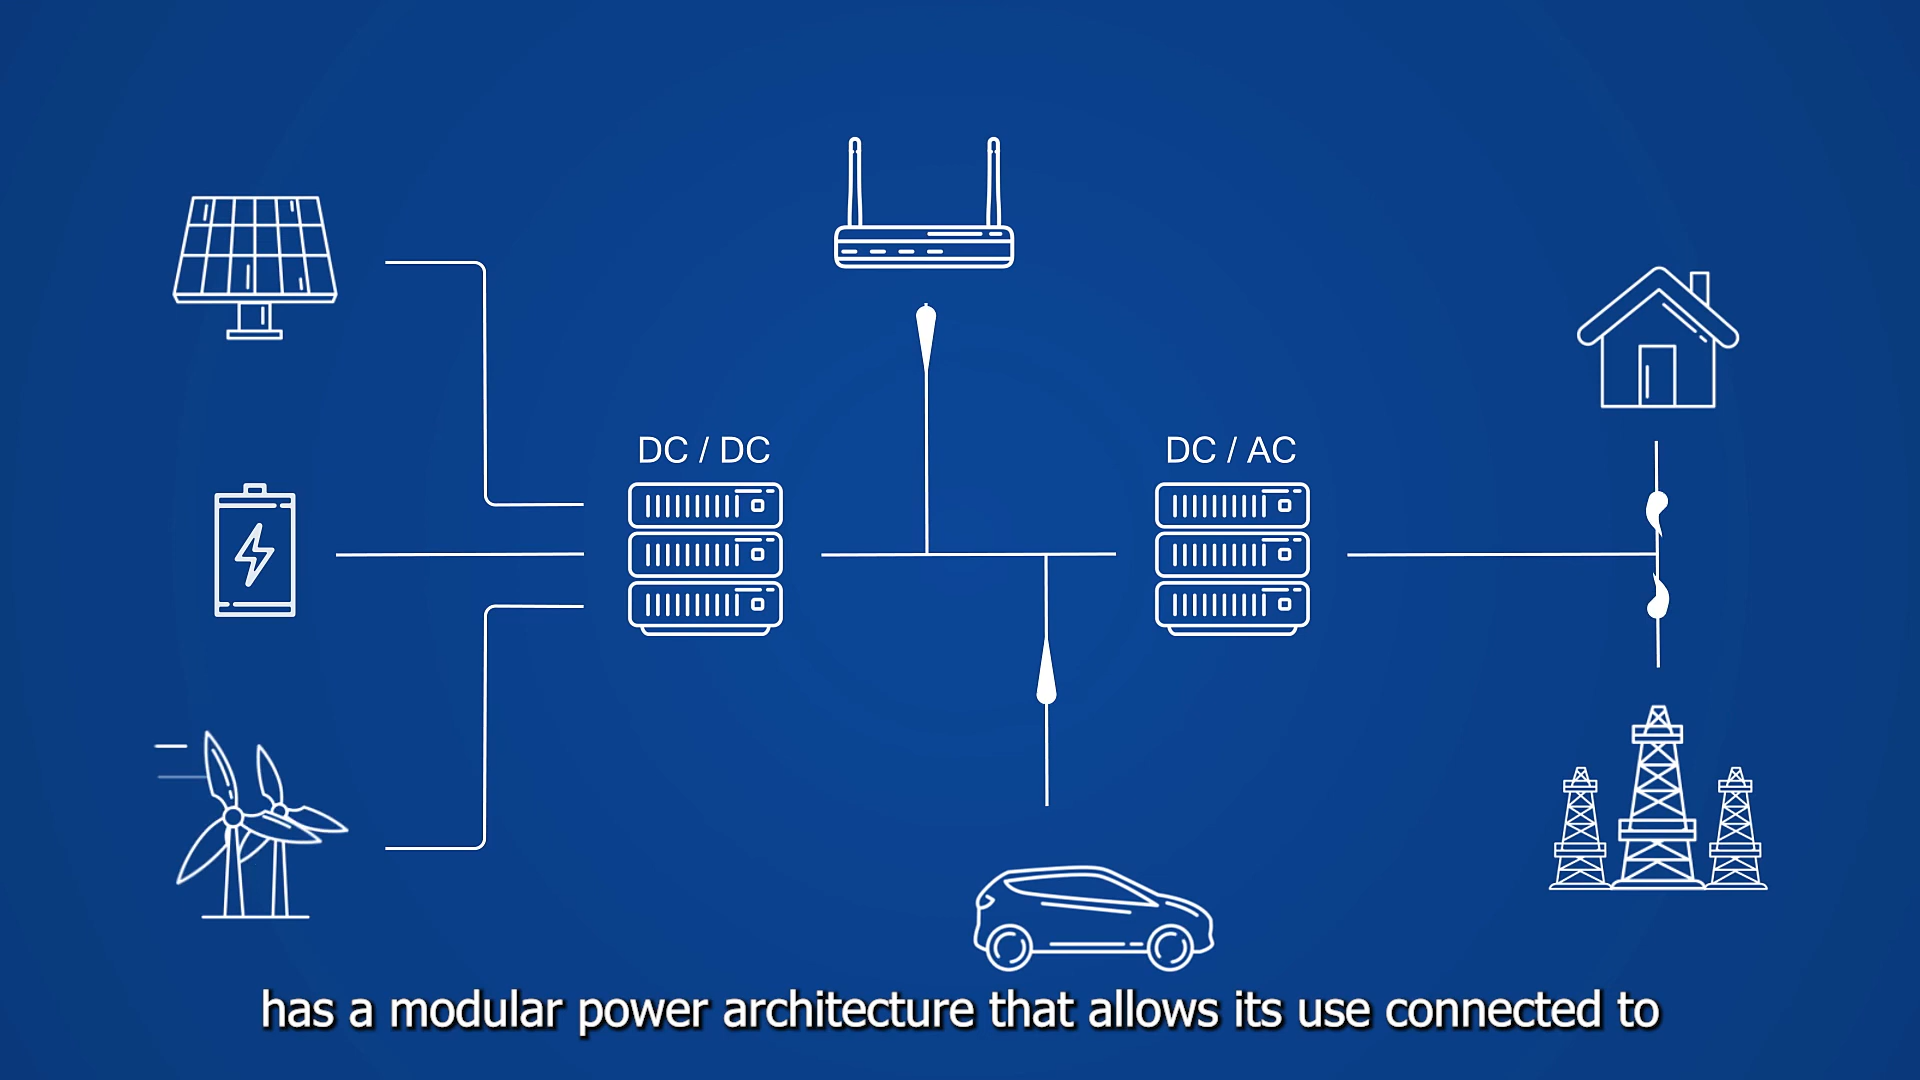 DC / DC
DC / AC
has a modular power architecture that allows its use connected to